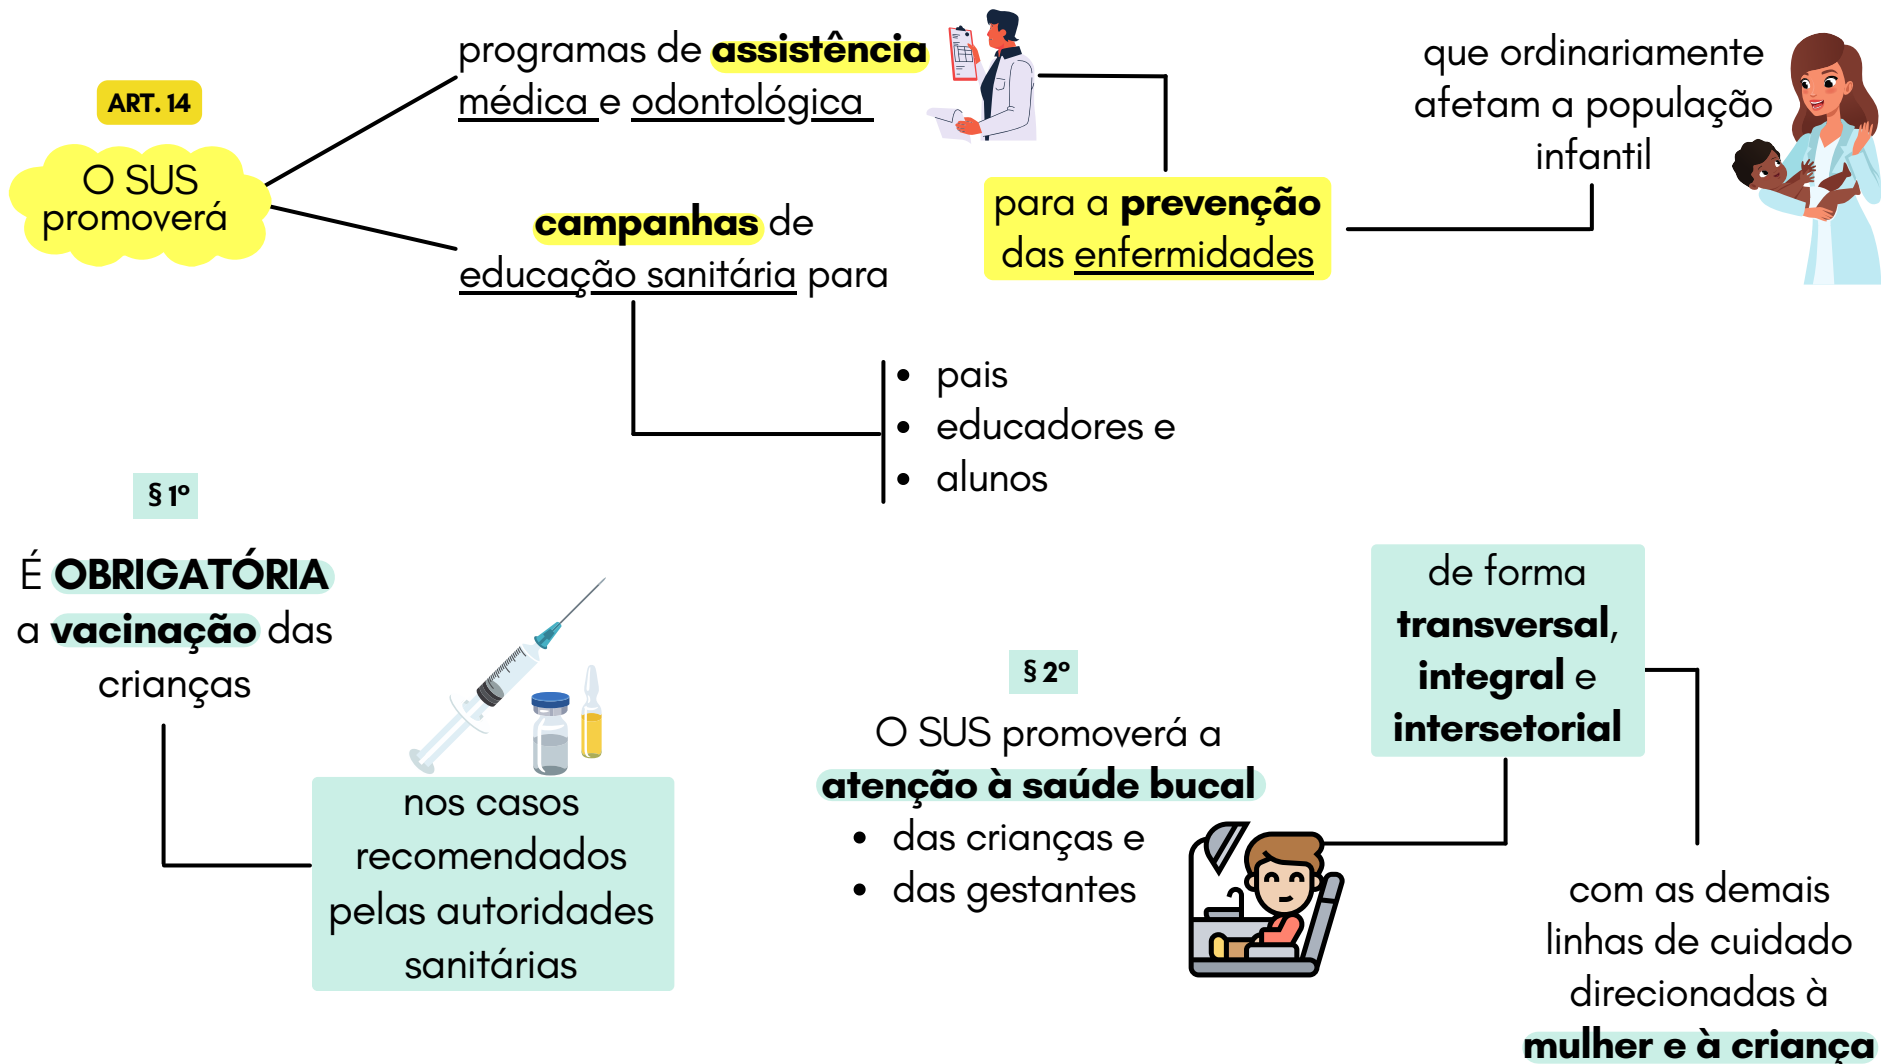 ART. 14
O SUS
promoverá
programas de assistência
médica e odontológica
para a prevenção
das enfermidades
que ordinariamente
afetam a população
infantil
campanhas de
educação sanitária para
• pais
• educadores e
• alunos
§ 1º
É OBRIGATÓRIA
a vacinação das
crianças
nos casos
recomendados
pelas autoridades
sanitárias
§ 2º
O SUS promoverá a
atenção à saúde bucal
• das crianças e
• das gestantes
de forma
transversal,
integral e
intersetorial
com as demais
linhas de cuidado
direcionadas à
mulher e à criança